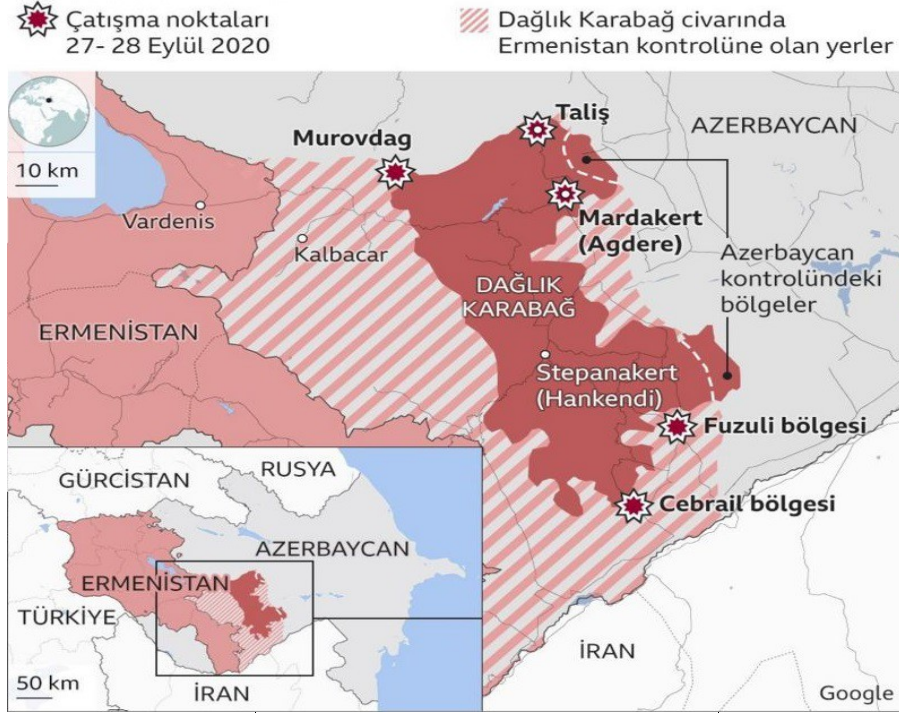 Çatışma noktaları
27- 28 Eylül 2020
Dağlık Karabağ civarında
Ermenistan kontrolüne olan yerler
10 km
Murovdag
Taliş
AZERBAYCAN
Vardenis
Kalbacar
Mardakert
(Agdere)
DAĞLIK
KARABAĞ
Azerbaycan
kontrolündeki
bölgeler
ERMENİSTAN
Stepanakert
(Hankendi)
Fuzuli bölgesi
Cebrail bölgesi
GÜRCİSTAN
RUSYA
AZERBAYCAN
ERMENİSTAN
TÜRKİYE
İRAN
50 km
İRAN
Google